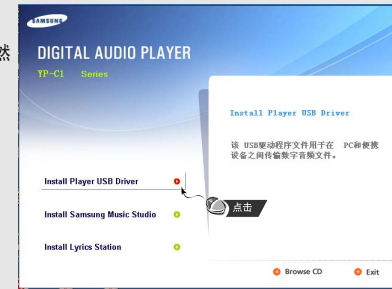 然
SAMSUNG
DIGITAL AUDIO PLAYER
YP-C1 Series
Install Player USB Driver
该 USB驱动程序文件用于在 PC和便携
设备之间传输数字音频文件。
Install Player USB Driver
点击
Install Samsung Music Studio
Install Lyrics Station
Browse CD
Exit